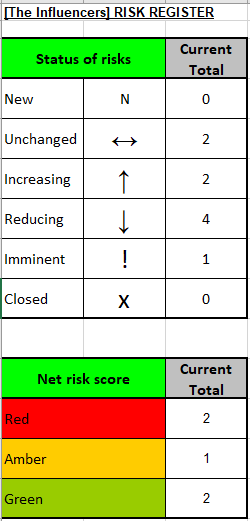 [The Influencers] RISK REGISTER
Status of risks Current Total
New N 0
Unchanged ↔ 2
Increasing ↑ 2
Reducing ↓ 4
Imminent ! 1
Closed x 0
Net risk score Current Total
Red 2
Amber 1
Green 2